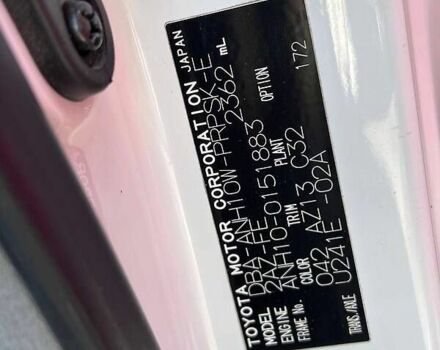 TOYOTA MOTOR CORPORATION JAPAN
MODEL DBA-ANH10W-PRPSK-E
ENGINE 2AZ-FE 2362 mL
FRAME No. ANH10-0151883
COLOR TRIM PLANT OPTION
042 AZ13 C32 172
TRANS./AXLE U241E -02A